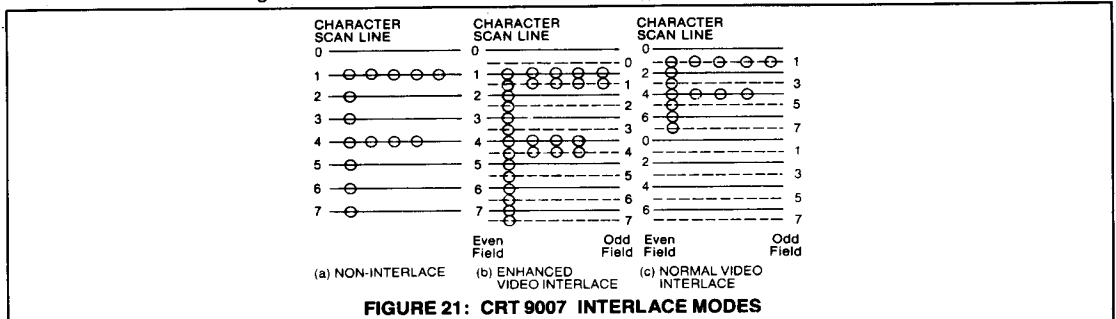 CHARACTER
SCAN LINE
0
1
2
3
4
5
6
7
(a) NON-INTERLACE
CHARACTER
SCAN LINE
0
0
1
1
2
2
3
3
4
4
5
5
6
6
7
7
Even
Field
Odd
Field
(b) ENHANCED
VIDEO INTERLACE
CHARACTER
SCAN LINE
0
1
2
3
4
5
6
7
0
1
2
3
4
5
6
7
Even
Field
Odd
Field
(c) NORMAL VIDEO
INTERLACE
FIGURE 21: CRT 9007 INTERLACE MODES